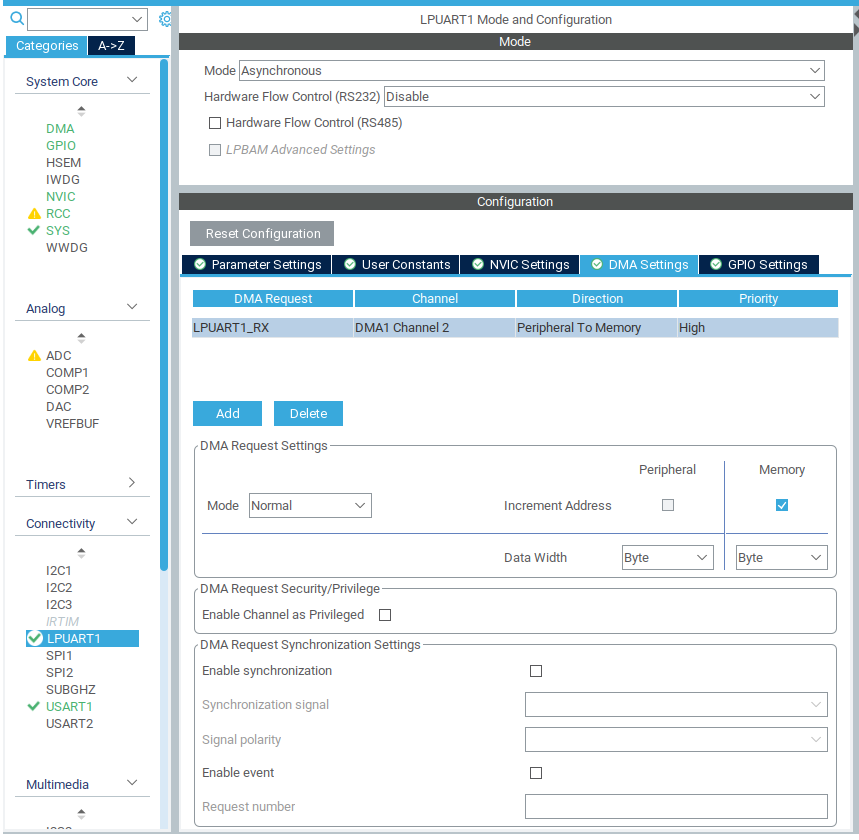 LPUART1 Mode and Configuration
Categories A->Z
Mode
System Core
Mode Asynchronous
Hardware Flow Control (RS232) Disable
Hardware Flow Control (RS485)
LPBAM Advanced Settings
DMA
GPIO
HSEM
IWDG
NVIC
RCC
SYS
WWDG
Analog
ADC
COMP1
COMP2
DAC
VREFBUF
Timers
Connectivity
I2C1
I2C2
I2C3
IRTIM
LPUART1
SPI1
SPI2
SUBGHZ
USART1
USART2
Multimedia
Configuration
Reset Configuration
Parameter Settings User Constants NVIC Settings DMA Settings GPIO Settings
DMA Request Channel Direction Priority
LPUART1_RX DMA1 Channel 2 Peripheral To Memory High
Add Delete
DMA Request Settings
Peripheral Memory
Mode Normal Increment Address
Data Width Byte Byte
DMA Request Security/Privilege
Enable Channel as Privileged
DMA Request Synchronization Settings
Enable synchronization
Synchronization signal
Signal polarity
Enable event
Request number